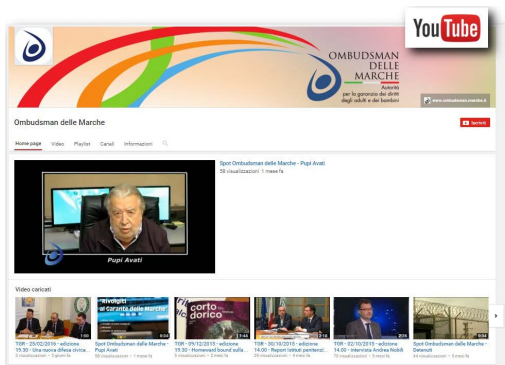 YouTube
OMBUDSMAN
DELLE
MARCHE
Autorità
per la garanzia dei diritti
degli adulti e dei bambini
www.ombudsman.marche.it
Ombudsman delle Marche
Iscriviti
Home page Video Playlist Canali Informazioni
Spot Ombudsman delle Marche - Pupi Avati
58 visualizzazioni 1 mese fa
Pupi Avati
Video caricati
Rivolgiti
al Garante delle Marche
corto
dorico
TGR - 25/02/2016 - edizione
19.30 - Una nuova difesa civica...
Spot Ombudsman delle Marche -
Pupi Avati
TGR - 09/12/2015 - edizione
19.30 - Homeward bound sulla...
TGR - 30/10/2015 - edizione
14.00 - Report Istituti penitenzi...
TGR - 02/10/2015 - edizione
14.00 - intervista Andrea Nobili
Spot Ombudsman delle Marche -
Detenuti